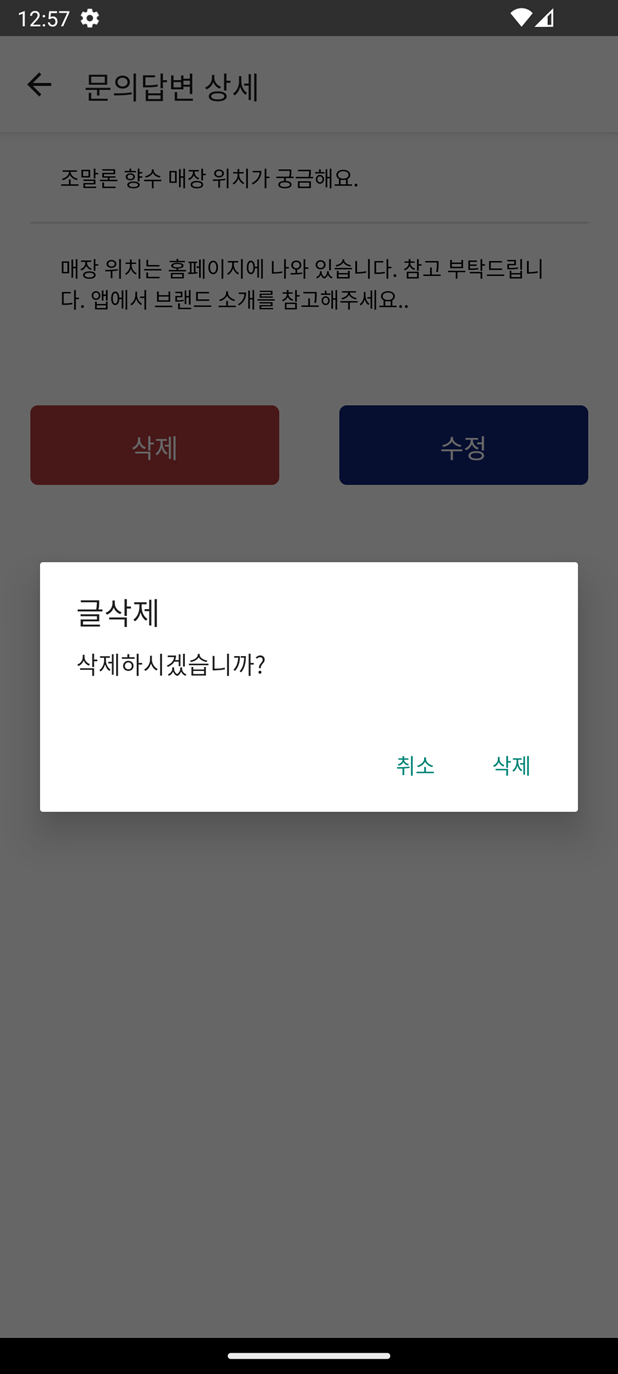 12:57
문의답변 상세
조말론 향수 매장 위치가 궁금해요.
매장 위치는 홈페이지에 나와 있습니다. 참고 부탁드립니
다. 앱에서 브랜드 소개를 참고해주세요..
삭제
수정
글삭제
삭제하시겠습니까?
취소
삭제